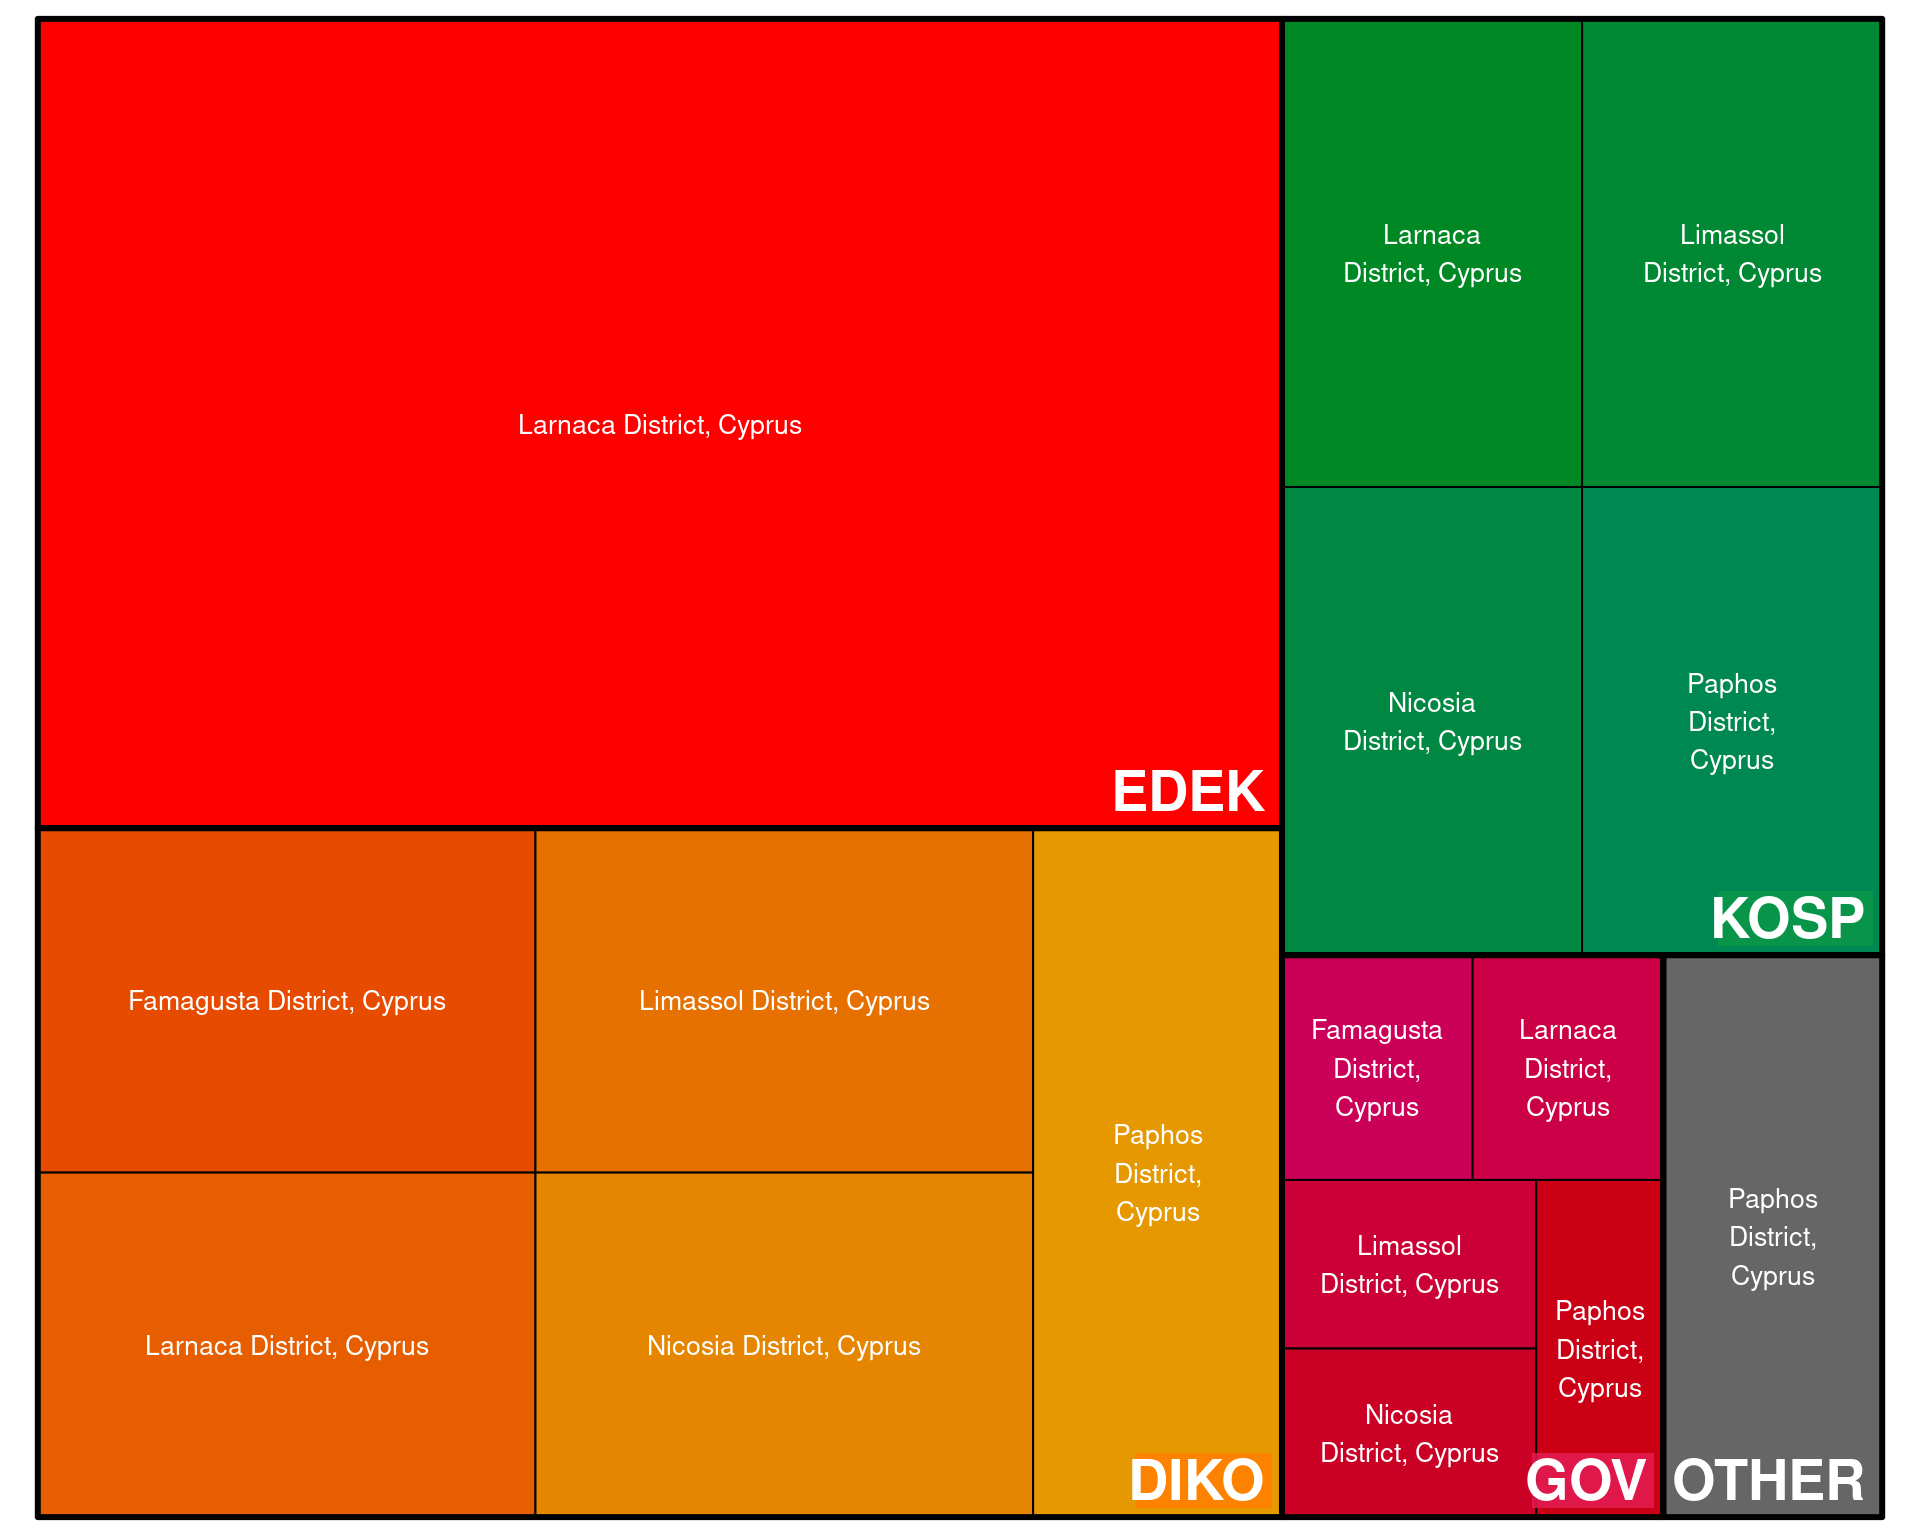 Larnaca District, Cyprus
EDEK
Larnaca
District, Cyprus
Limassol
District, Cyprus
Nicosia
District, Cyprus
Paphos
District,
Cyprus
KOSP
Famagusta District, Cyprus
Limassol District, Cyprus
Larnaca District, Cyprus
Nicosia District, Cyprus
Paphos
District,
Cyprus
DIKO
Famagusta
District,
Cyprus
Larnaca
District,
Cyprus
Limassol
District, Cyprus
Nicosia
District, Cyprus
Paphos
District,
Cyprus
GOV
Paphos
District,
Cyprus
OTHER